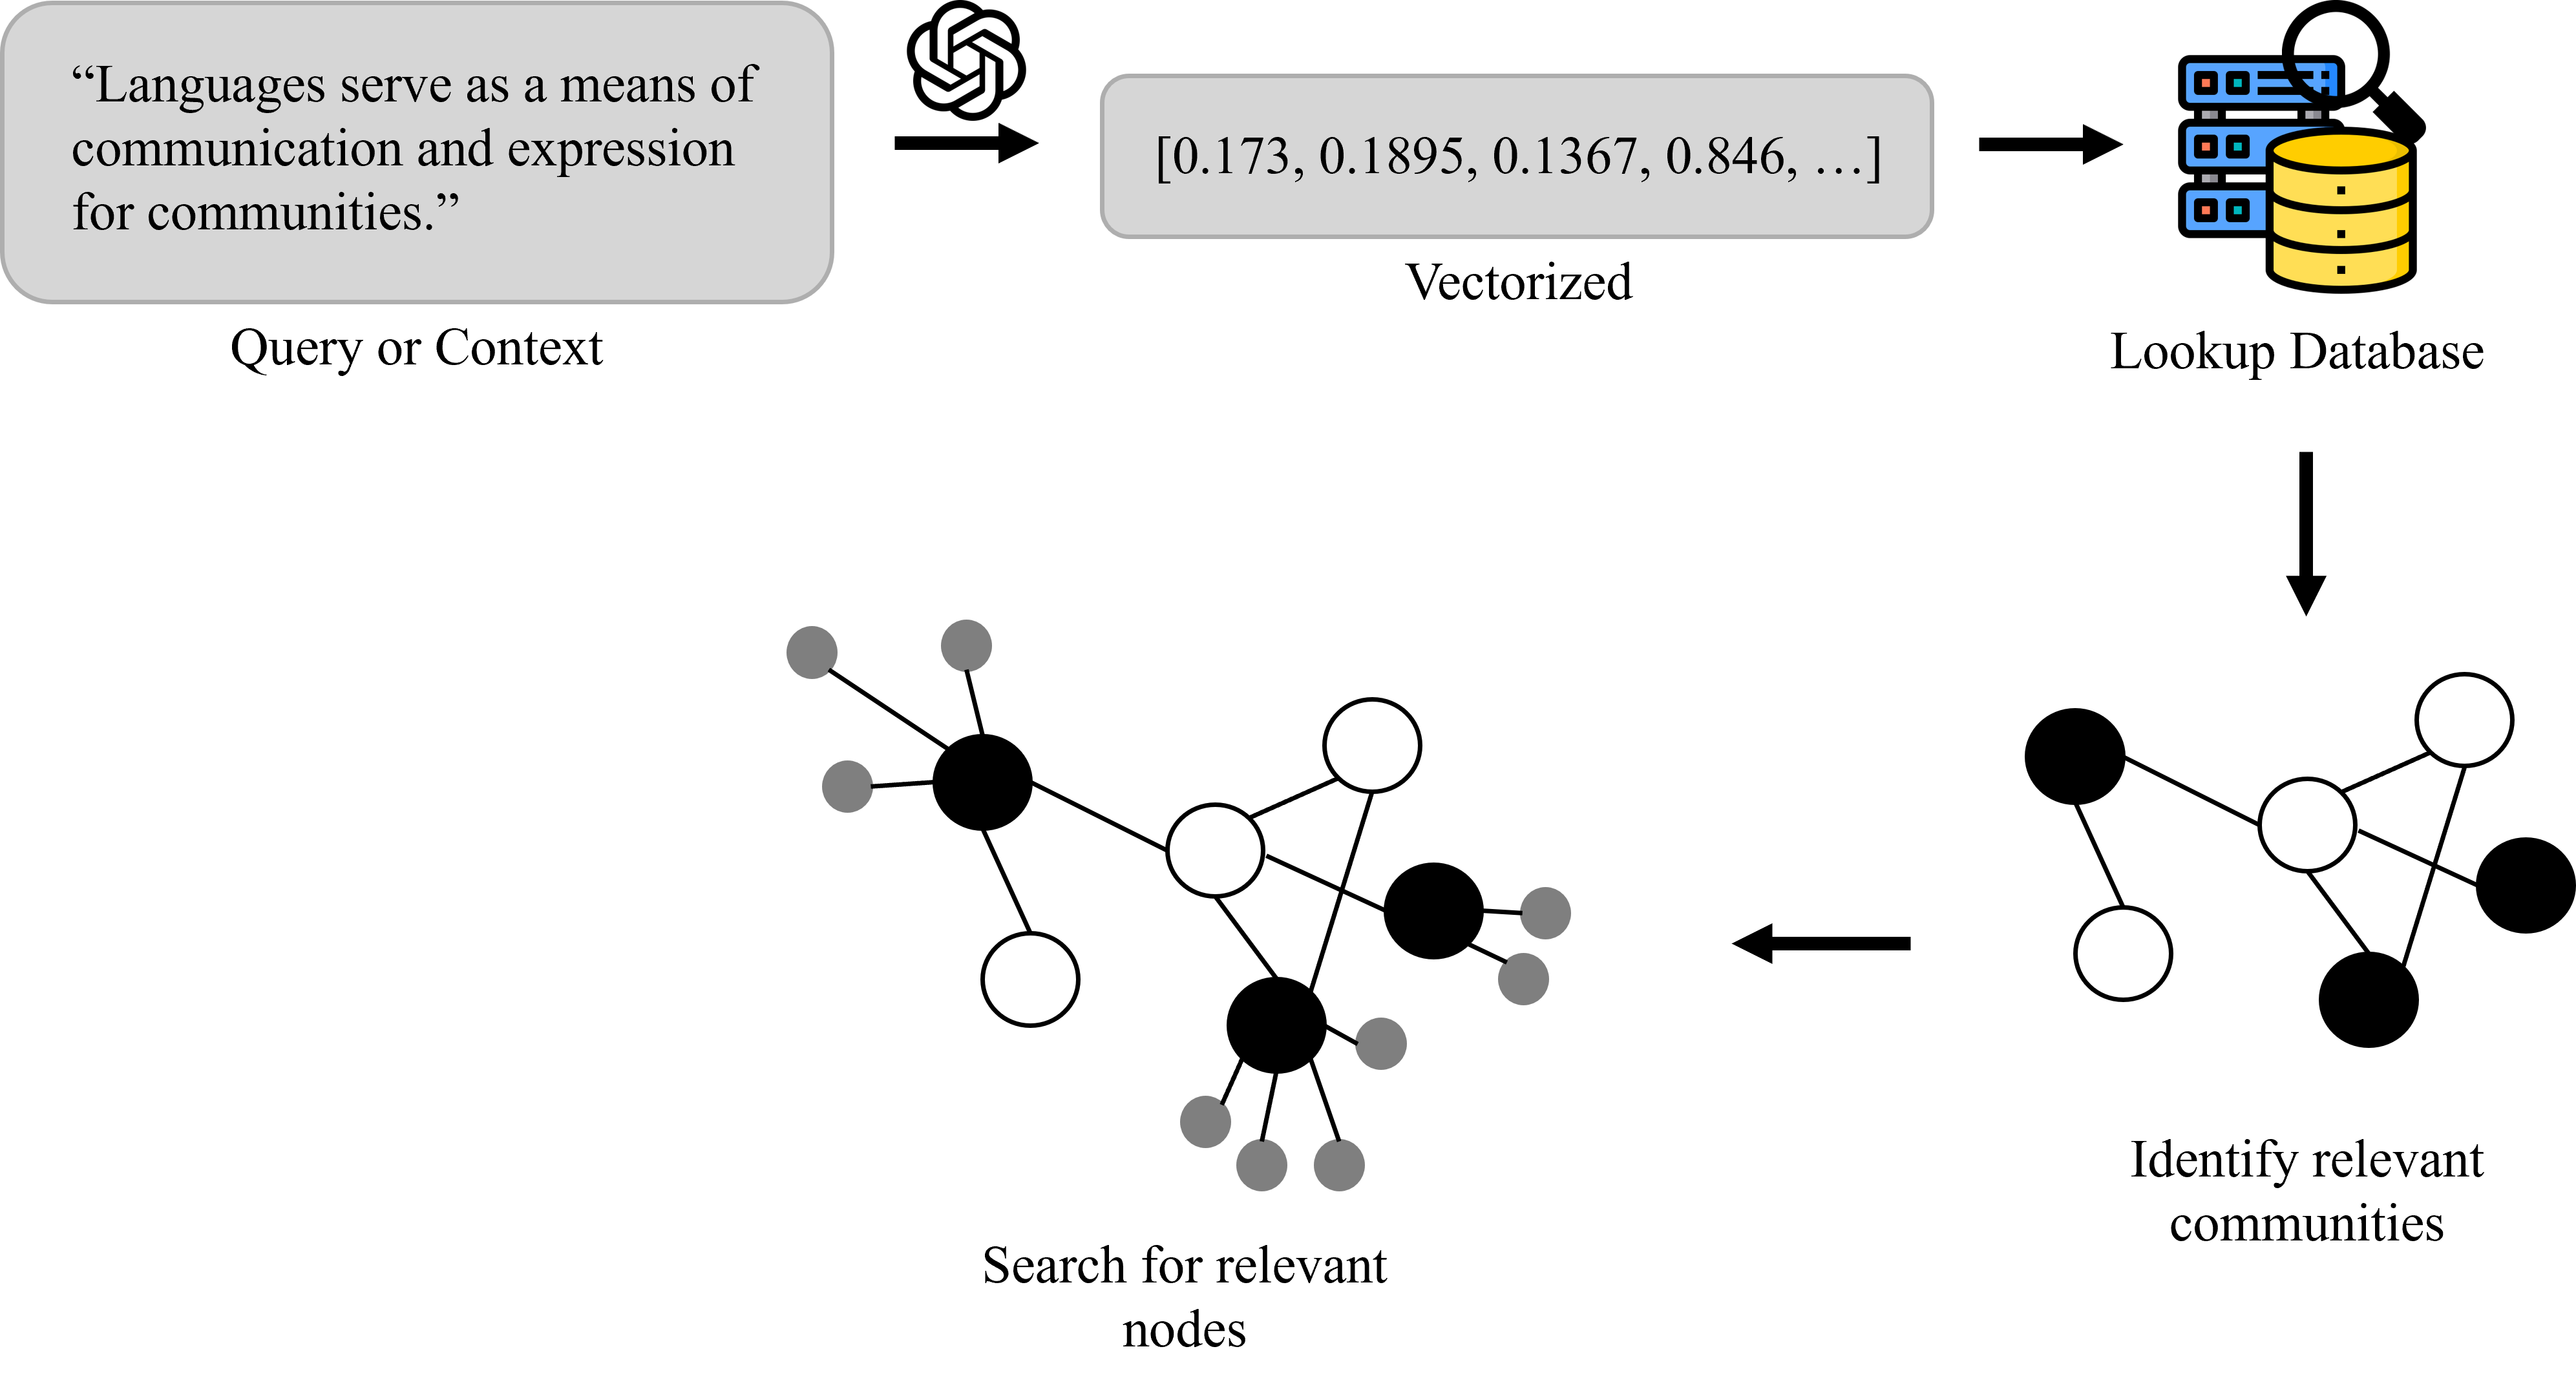 “Languages serve as a means of
communication and expression
for communities.”
Query or Context
[0.173, 0.1895, 0.1367, 0.846, …]
Vectorized
Lookup Database
Identify relevant
communities
Search for relevant
nodes